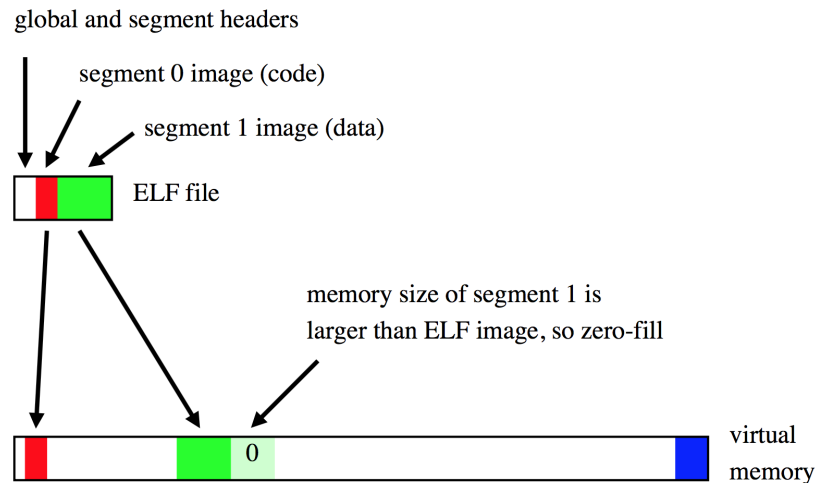 global and segment headers
segment 0 image (code)
segment 1 image (data)
ELF file
memory size of segment 1 is
larger than ELF image, so zero-fill
0
virtual
memory